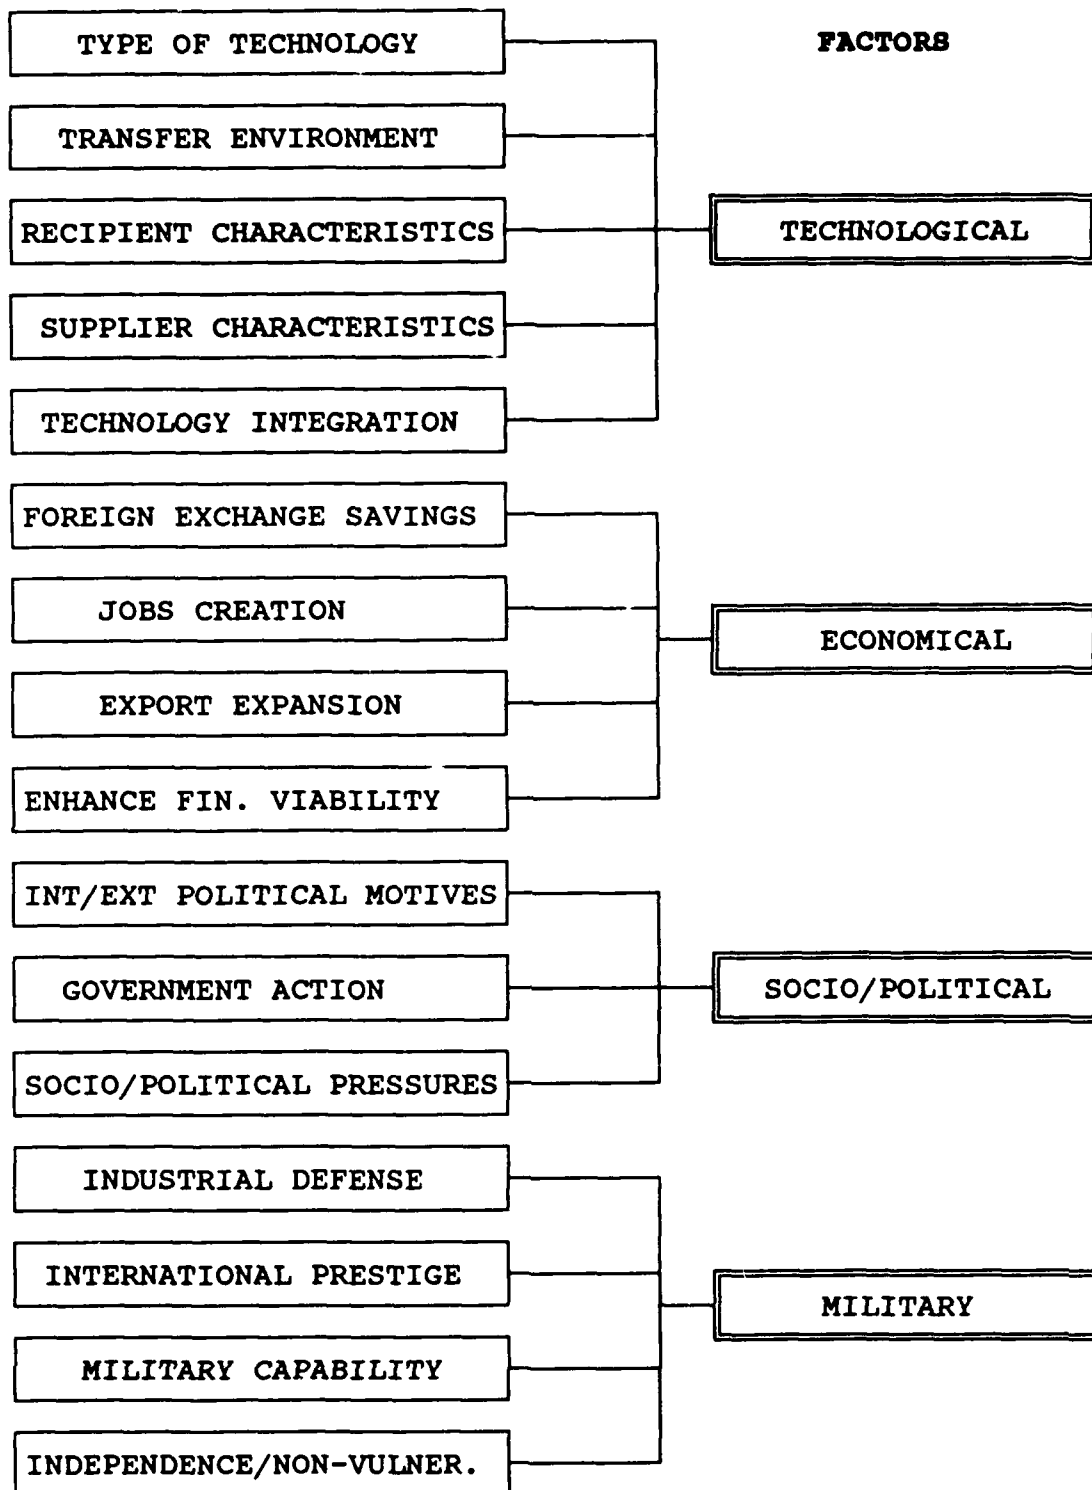 TYPE OF TECHNOLOGY
FACTORS
TRANSFER ENVIRONMENT
RECIPIENT CHARACTERISTICS
TECHNOLOGICAL
SUPPLIER CHARACTERISTICS
TECHNOLOGY INTEGRATION
FOREIGN EXCHANGE SAVINGS
JOBS CREATION
ECONOMICAL
EXPORT EXPANSION
ENHANCE FIN. VIABILITY
INT/EXT POLITICAL MOTIVES
GOVERNMENT ACTION
SOCIO/POLITICAL
SOCIO/POLITICAL PRESSURES
INDUSTRIAL DEFENSE
INTERNATIONAL PRESTIGE
MILITARY
MILITARY CAPABILITY
INDEPENDENCE/NON-VULNER.